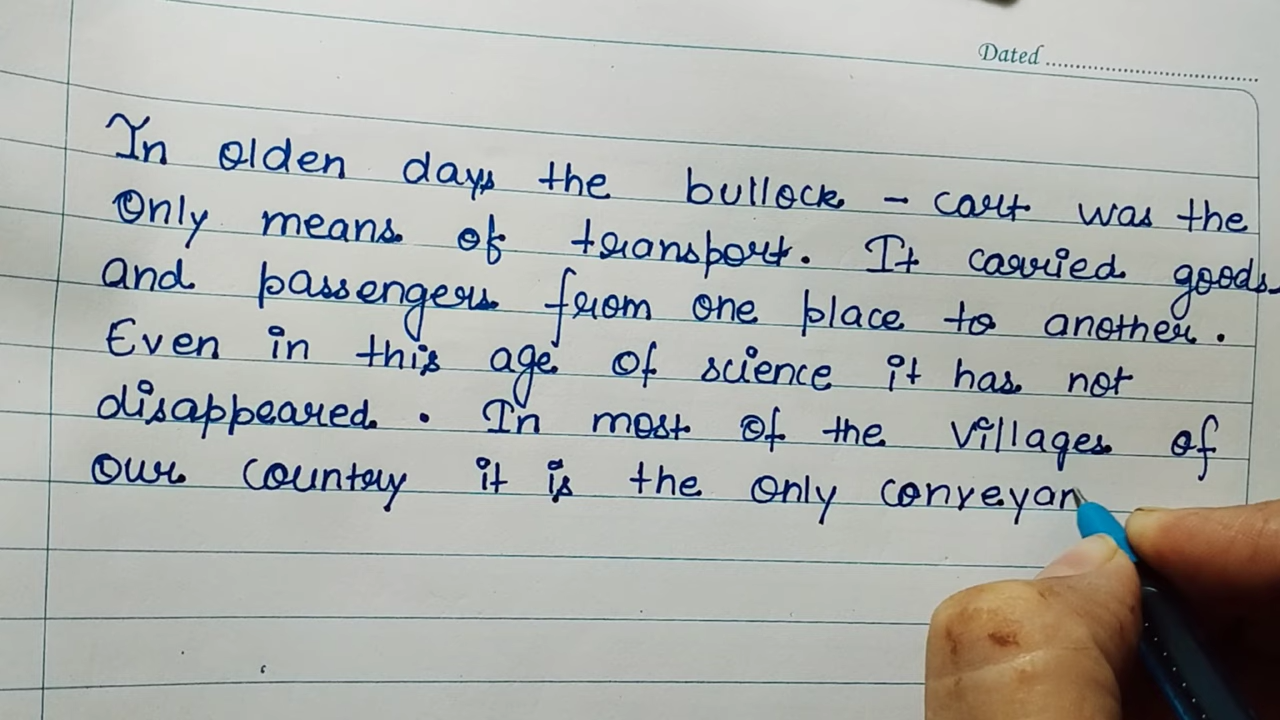 Dated
In olden days the bullock - cart was the
only means of transport. It carried goods
and passengers from one place to another.
Even in this age of science it has not
disappeared. In most of the villages of
our country it is the only conveyan